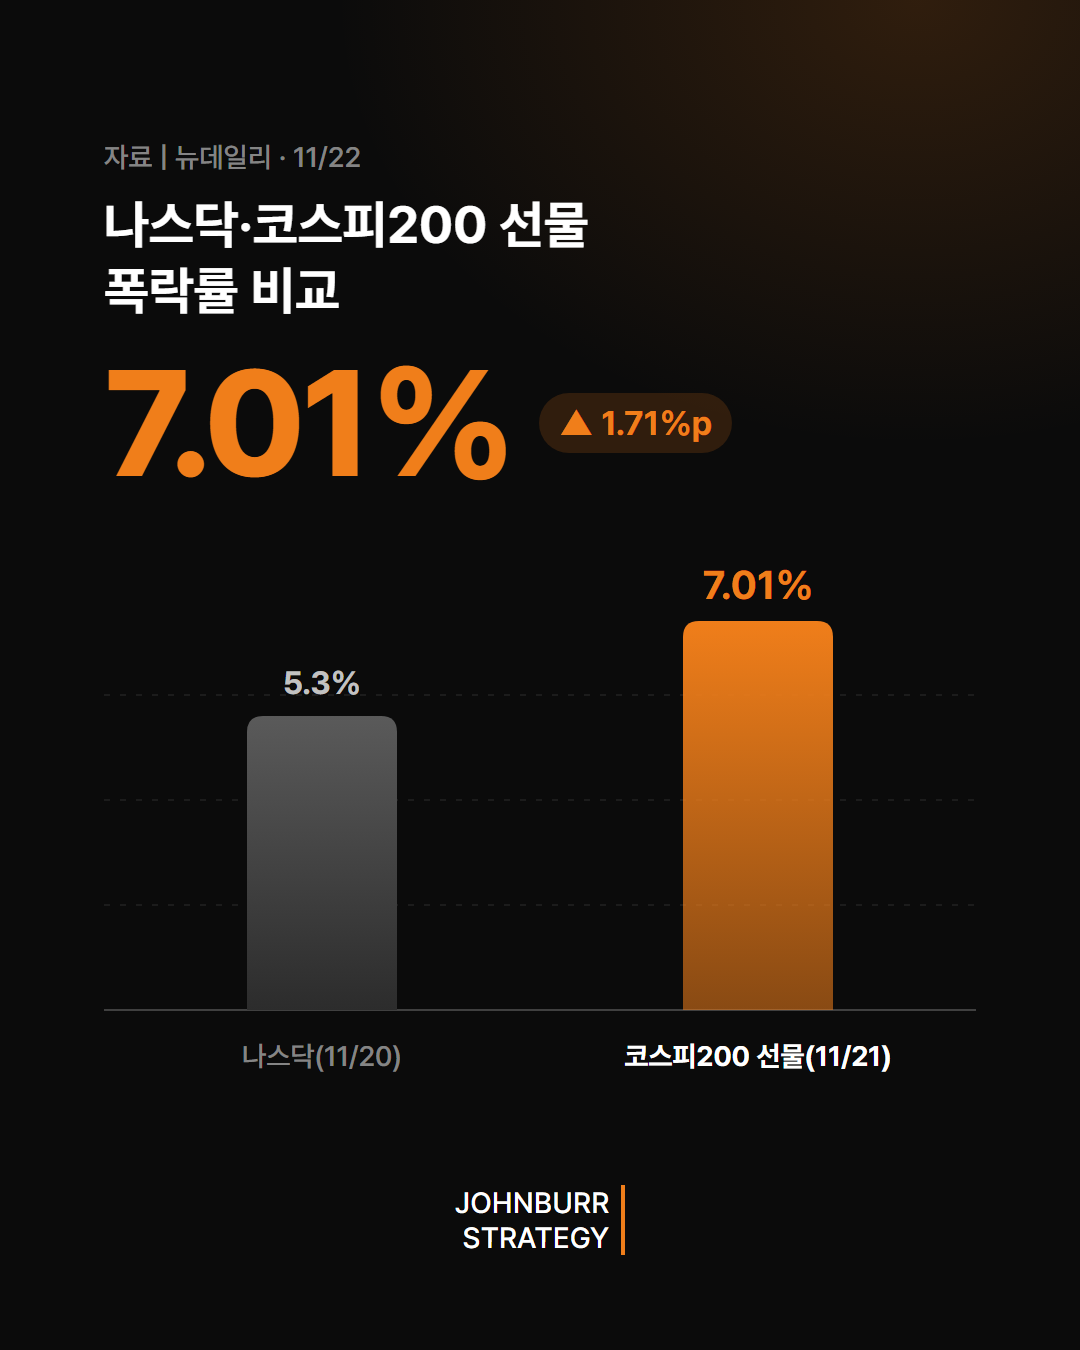 자료 | 뉴데일리 · 11/22
나스닥·코스피200 선물
폭락률 비교
7.01%
▲ 1.71%p
7.01%
5.3%
나스닥(11/20)
코스피200 선물(11/21)
JOHNBURR
STRATEGY